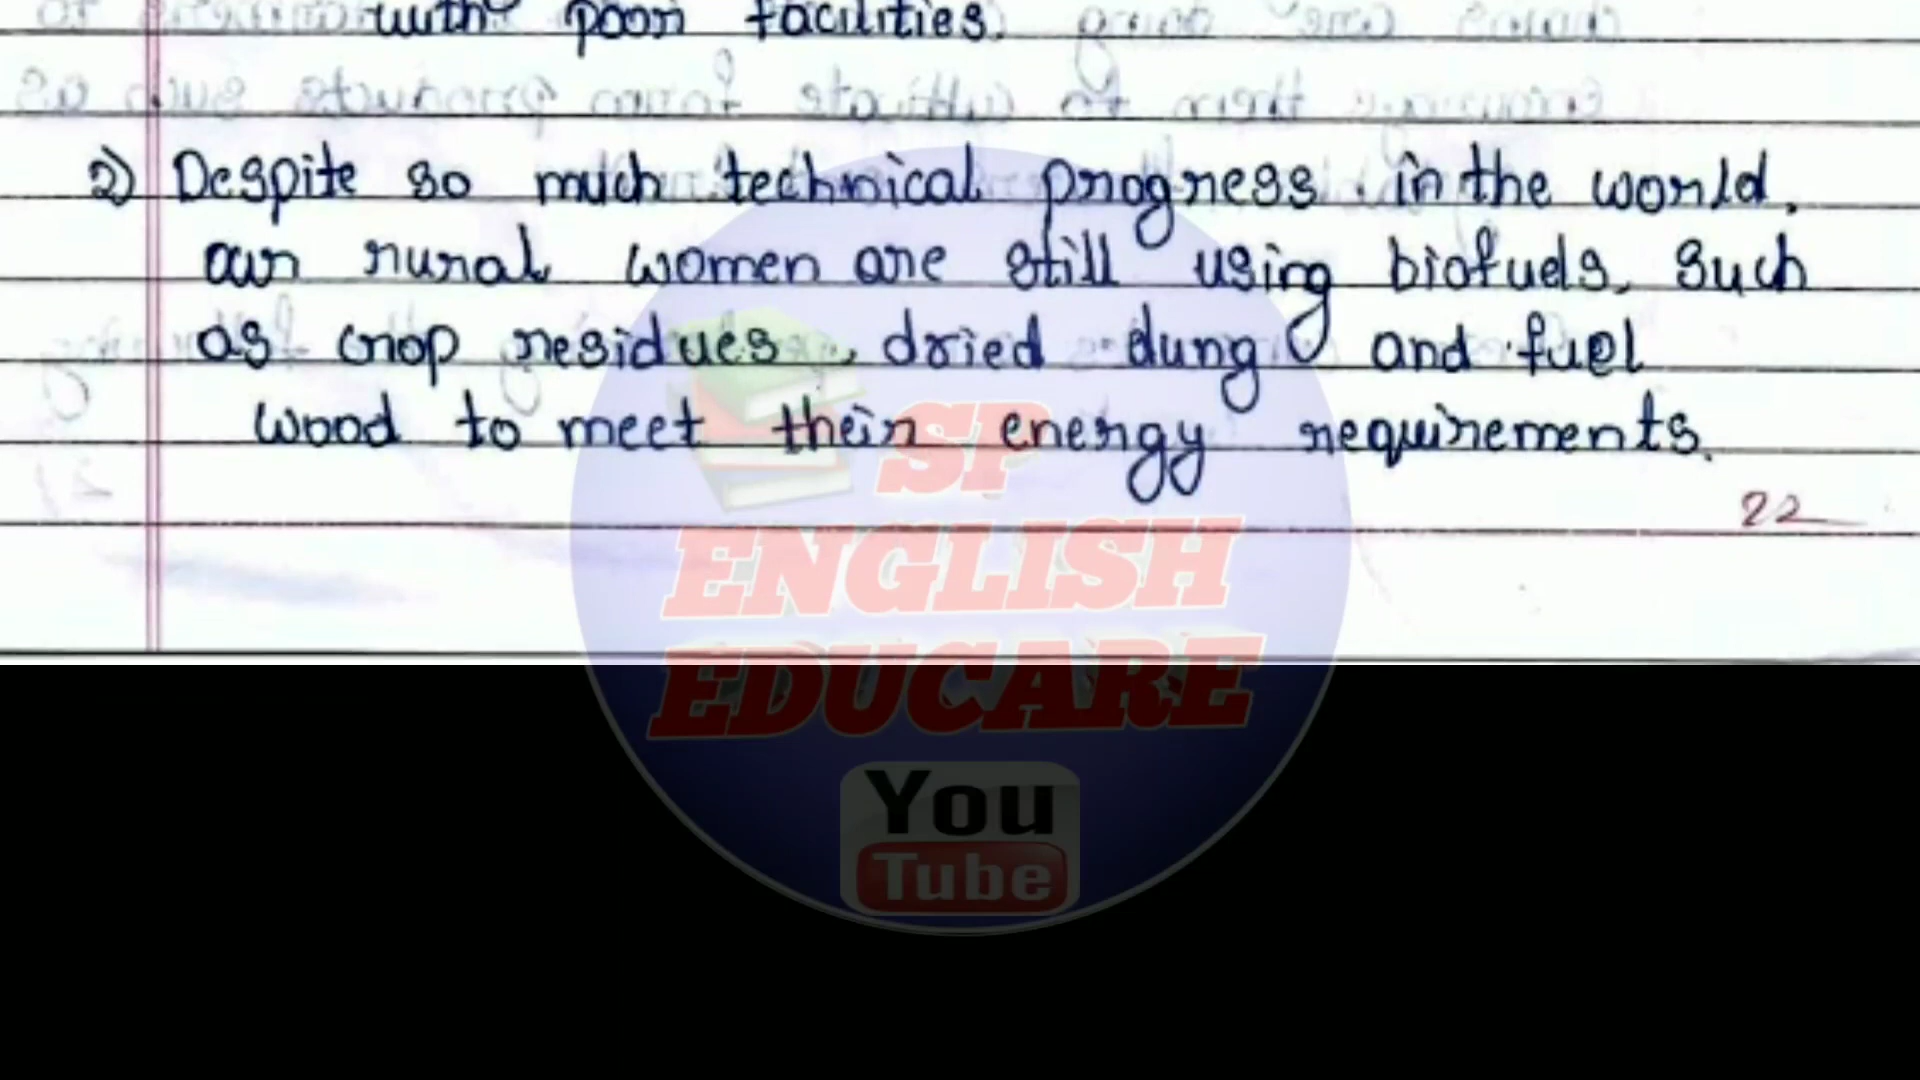 with poor facilities.
2) Despite so much technical progress in the world,
our rural women are still using biofuels, such
as crop residues, dried dung and fuel
wood to meet their energy requirements.
22
SP
ENGLISH
EDUCARE
You
Tube